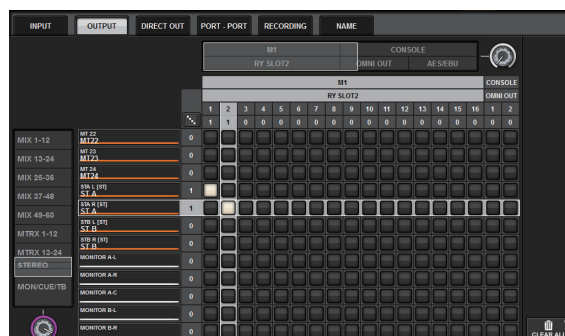 INPUT OUTPUT DIRECT OUT PORT - PORT RECORDING NAME
M1 CONSOLE
RY SLOT2 OMNI OUT AES/EBU
M1 CONSOLE
RY SLOT2 OMNI OUT
1 2 3 4 5 6 7 8 9 10 11 12 13 14 15 16 1 2
1 1 0 0 0 0 0 0 0 0 0 0 0 0 0 0 0 0
MIX 1-12
MIX 13-24
MIX 25-36
MIX 37-48
MIX 49-60
MTRX 1-12
MTRX 13-24
STEREO
MON/CUE/TB
MT 22
MT22 0
MT 23
MT23 0
MT 24
MT24 0
STA L [ST]
ST A 1
STA R [ST]
ST A 1
STB L [ST]
ST B 0
STB R [ST]
ST B 0
MONITOR A-L 0
MONITOR A-R 0
MONITOR A-C 0
MONITOR B-L 0
MONITOR B-R 0
CLEAR ALL